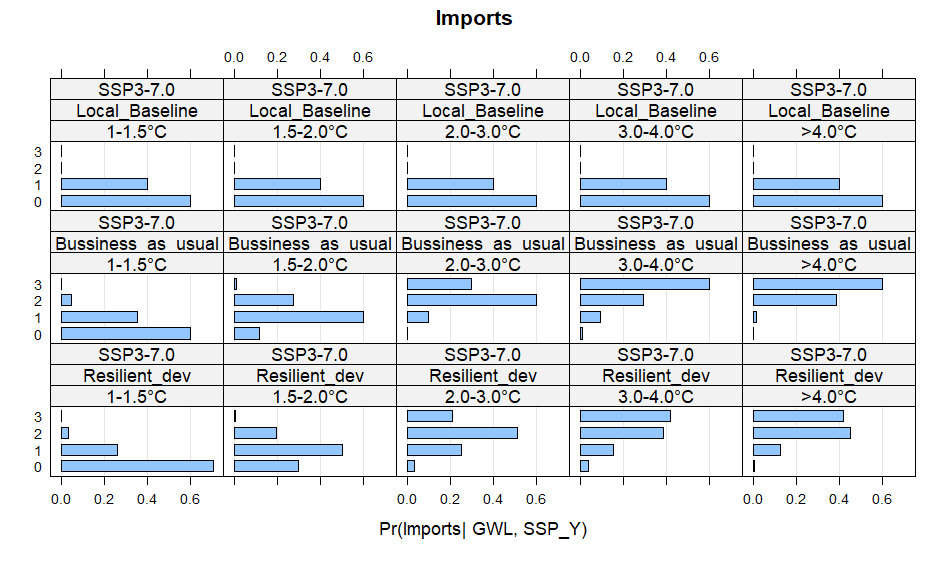 Imports
0.0 0.2 0.4 0.6 0.0 0.2 0.4 0.6
SSP3-7.0 SSP3-7.0 SSP3-7.0 SSP3-7.0 SSP3-7.0
Local_Baseline Local_Baseline Local_Baseline Local_Baseline Local_Baseline
1-1.5°C 1.5-2.0°C 2.0-3.0°C 3.0-4.0°C >4.0°C
3
2
1
0
SSP3-7.0 SSP3-7.0 SSP3-7.0 SSP3-7.0 SSP3-7.0
Bussiness_as_usual Bussiness_as_usual Bussiness_as_usual Bussiness_as_usual Bussiness_as_usual
1-1.5°C 1.5-2.0°C 2.0-3.0°C 3.0-4.0°C >4.0°C
3
2
1
0
SSP3-7.0 SSP3-7.0 SSP3-7.0 SSP3-7.0 SSP3-7.0
Resilient_dev Resilient_dev Resilient_dev Resilient_dev Resilient_dev
1-1.5°C 1.5-2.0°C 2.0-3.0°C 3.0-4.0°C >4.0°C
3
2
1
0
0.0 0.2 0.4 0.6 0.0 0.2 0.4 0.6 0.0 0.2 0.4 0.6
Pr(Imports| GWL, SSP_Y)